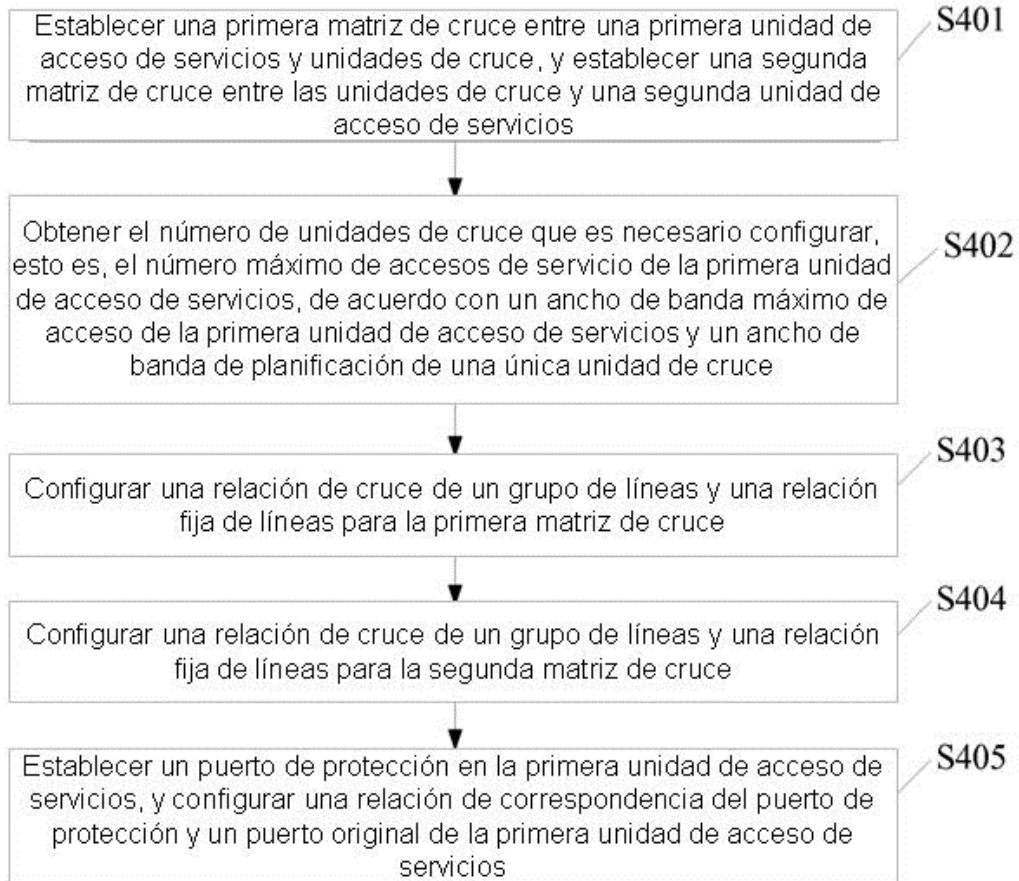 Establecer una primera matriz de cruce entre una primera unidad de
acceso de servicios y unidades de cruce, y establecer una segunda
matriz de cruce entre las unidades de cruce y una segunda unidad de
acceso de servicios
S401
Obtener el número de unidades de cruce que es necesario configurar,
esto es, el número máximo de accesos de servicio de la primera unidad
de acceso de servicios, de acuerdo con un ancho de banda máximo de
acceso de la primera unidad de acceso de servicios y un ancho de
banda de planificación de una única unidad de cruce
S402
Configurar una relación de cruce de un grupo de líneas y una relación
fija de líneas para la primera matriz de cruce
S403
Configurar una relación de cruce de un grupo de líneas y una relación
fija de líneas para la segunda matriz de cruce
S404
Establecer un puerto de protección en la primera unidad de acceso de
servicios, y configurar una relación de correspondencia del puerto de
protección y un puerto original de la primera unidad de acceso de
servicios
S405